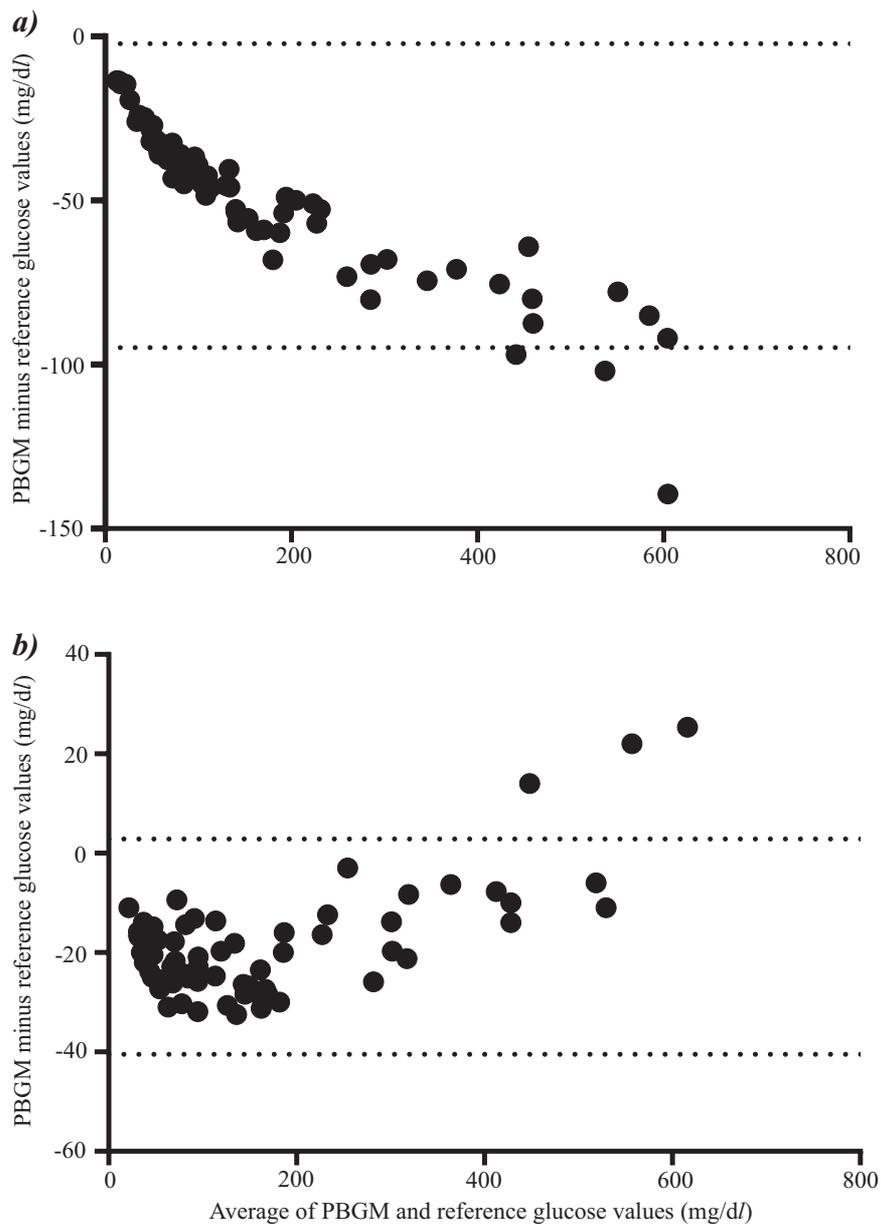 a)
PBGM minus reference glucose values (mg/dl)
0
-50
-100
-150
0 200 400 600 800
b)
PBGM minus reference glucose values (mg/dl)
40
20
0
-20
-40
-60
0 200 400 600 800
Average of PBGM and reference glucose values (mg/dl)